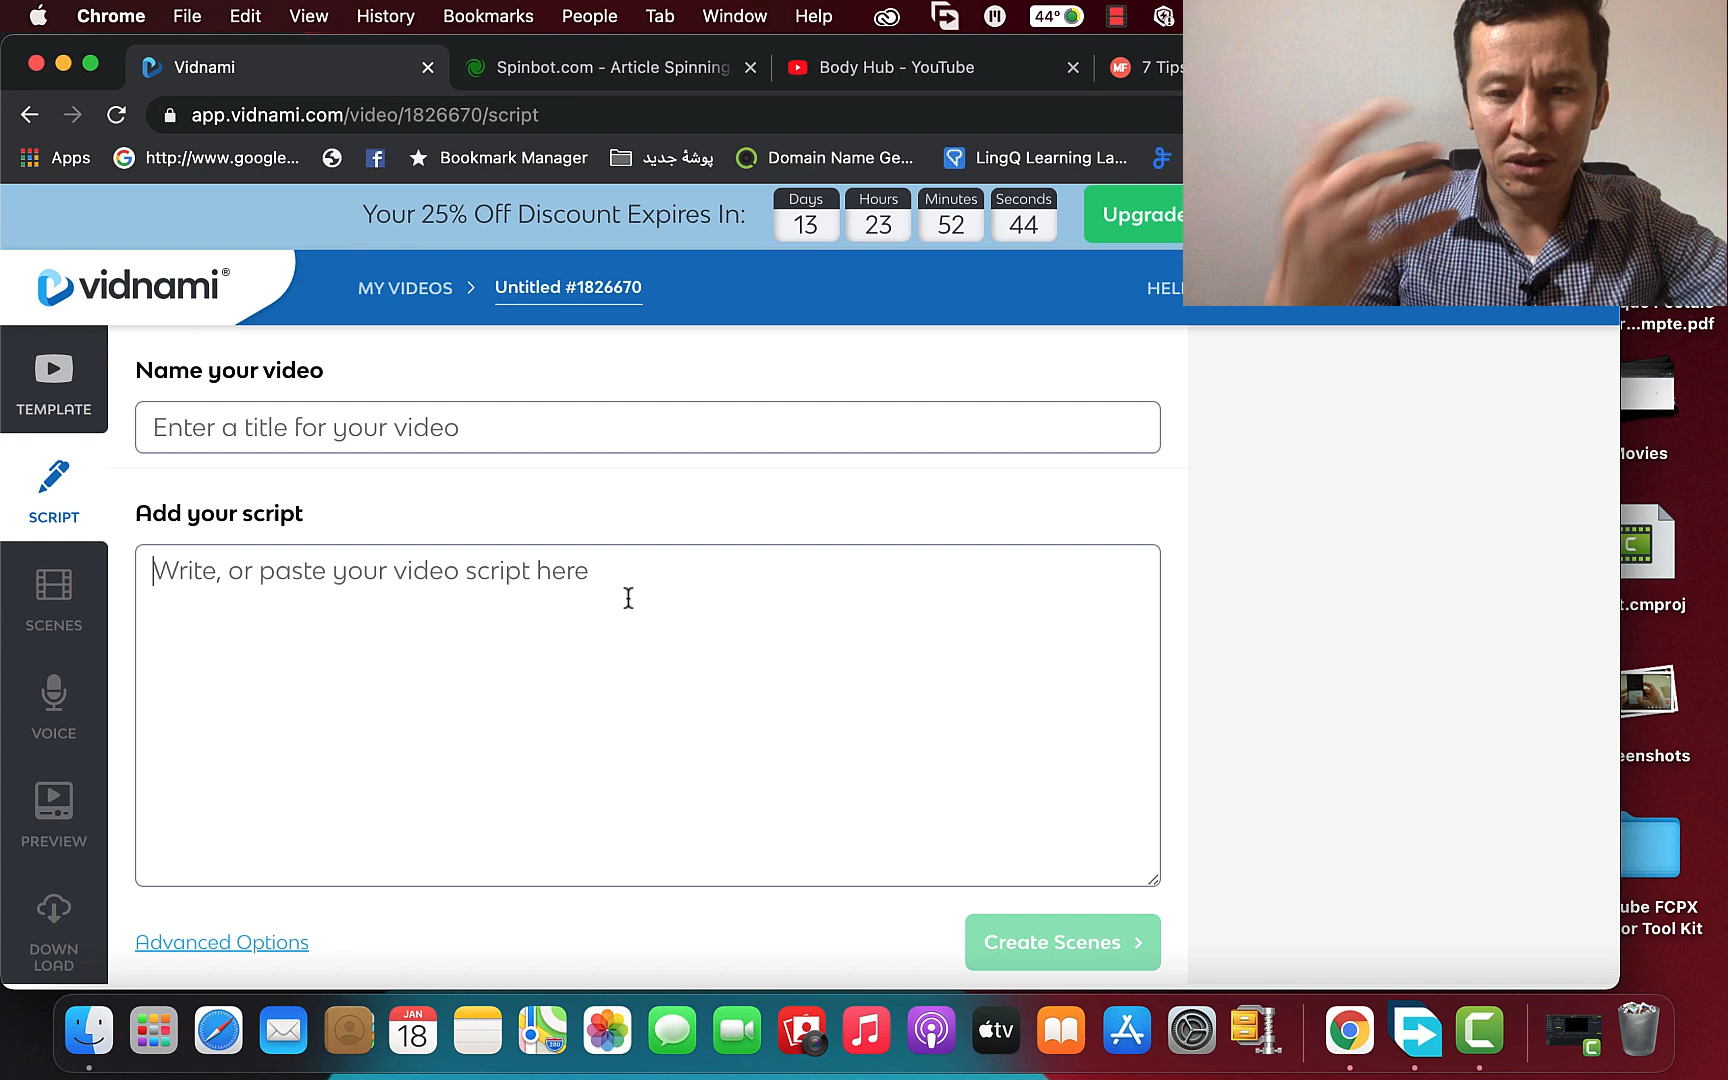 Chrome File Edit View History Bookmarks People Tab Window Help 44°
Vidnami
Spinbot.com - Article Spinning,
Body Hub - YouTube
MF 7 Tips
app.vidnami.com/video/1826670/script
Apps
http://www.google...
Bookmark Manager
پوشهٔ جدید
Domain Name Ge...
LingQ Learning La...
Your 25% Off Discount Expires In:
Days Hours Minutes Seconds
13 23 52 44
Upgrade
vidnami®
MY VIDEOS > Untitled #1826670
HEL
mpte.pdf
TEMPLATE
Name your video
Enter a title for your video
SCRIPT
Add your script
Write, or paste your video script here
SCENES
VOICE
PREVIEW
DOWN
LOAD
Advanced Options
Create Scenes >
lovies
t.cmproj
eenshots
ube FCPX
or Tool Kit
JAN
18
280
tv